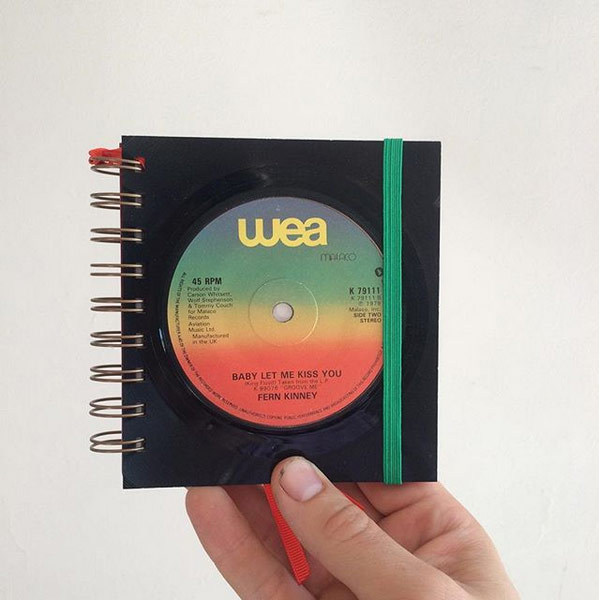 wea
MALACO
45 RPM
Produced by
Carson Whitsett,
Wolf Stephenson
& Tommy Couch
for Malaco
Records
Aviation
Music Ltd.
Manufactured
in the UK
K 79111
K 79111 B
℗ 1979
Malaco, Inc.
SIDE TWO
STEREO
BABY LET ME KISS YOU
(King Floyd) Taken from the L.P.
K 99076 "GROOVE ME"
FERN KINNEY